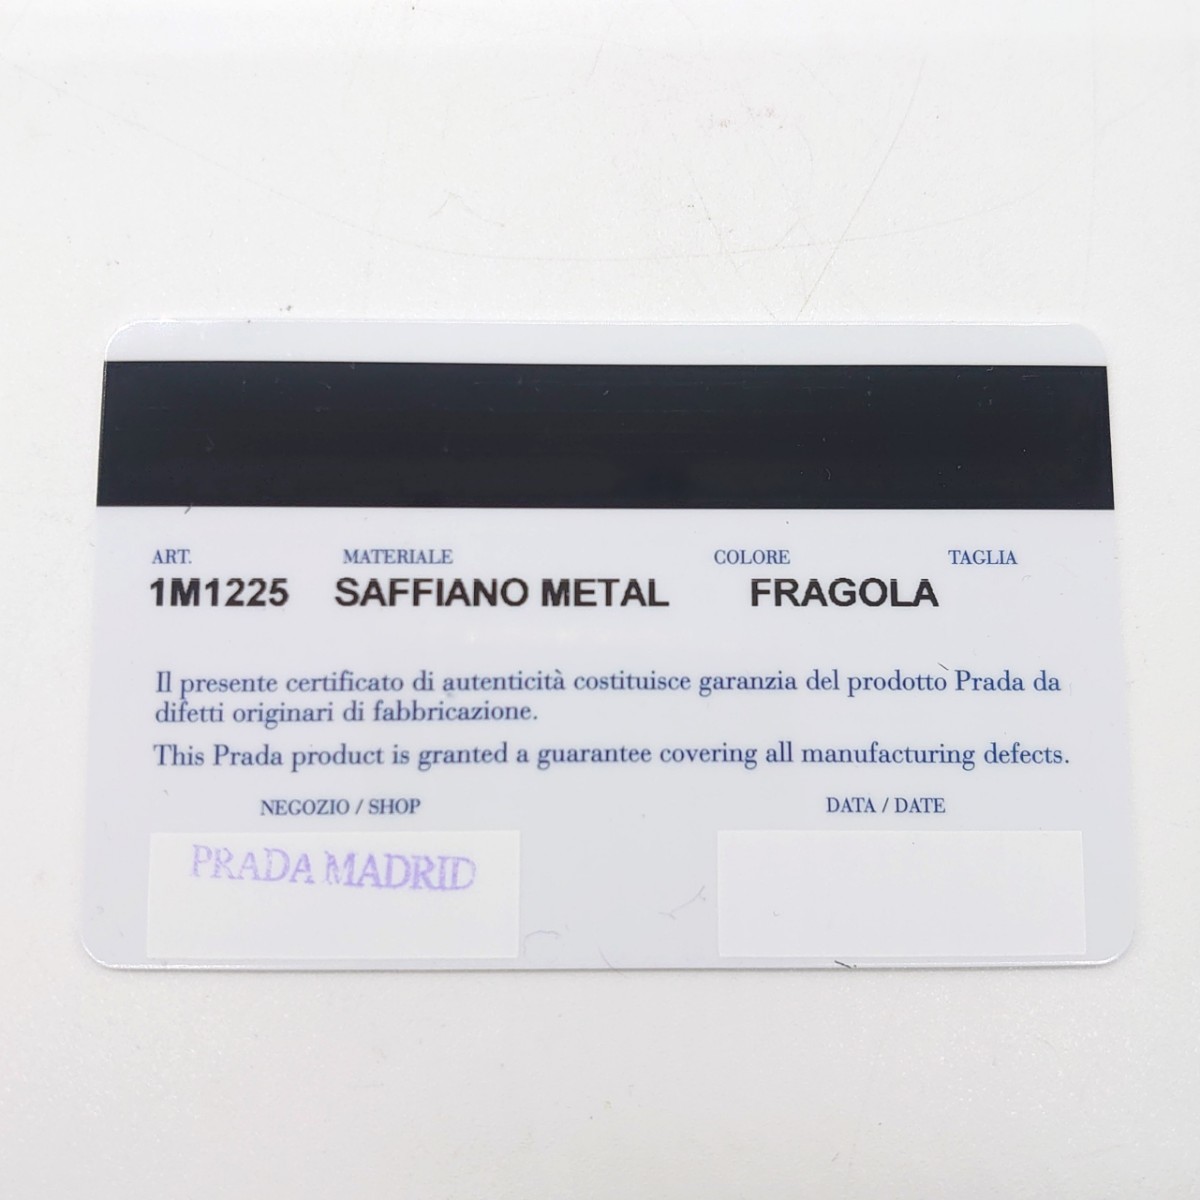 ART. MATERIALE COLORE TAGLIA
1M1225 SAFFIANO METAL FRAGOLA
Il presente certificato di autenticità costituisce garanzia del prodotto Prada da
difetti originari di fabbricazione.
This Prada product is granted a guarantee covering all manufacturing defects.
NEGOZIO / SHOP DATA / DATE
PRADA MADRID